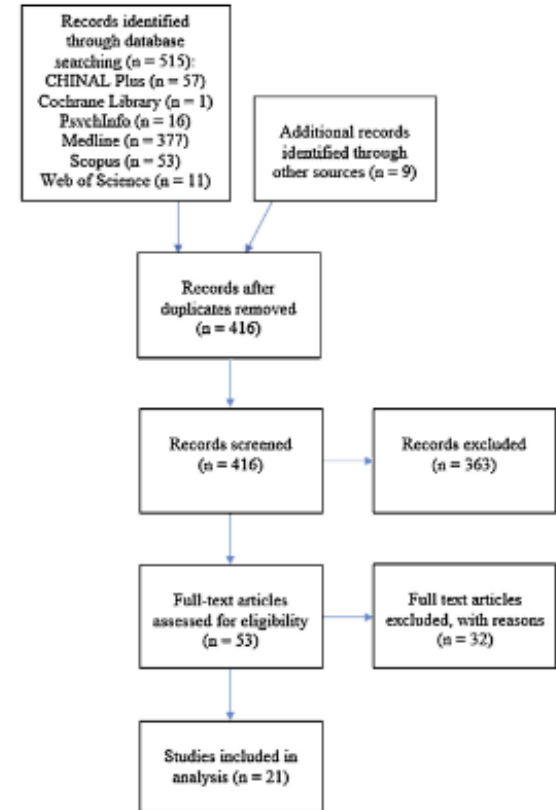 Records identified
through database
searching (n = 515):
CHINAL Plus (n = 57)
Cochrane Library (n = 1)
PsychInfo (n = 16)
Medline (n = 377)
Scopus (n = 53)
Web of Science (n = 11)
Additional records
identified through
other sources (n = 9)
Records after
duplicates removed
(n = 416)
Records screened
(n = 416)
Records excluded
(n = 363)
Full-text articles
assessed for eligibility
(n = 53)
Full text articles
excluded, with reasons
(n = 32)
Studies included in
analysis (n = 21)